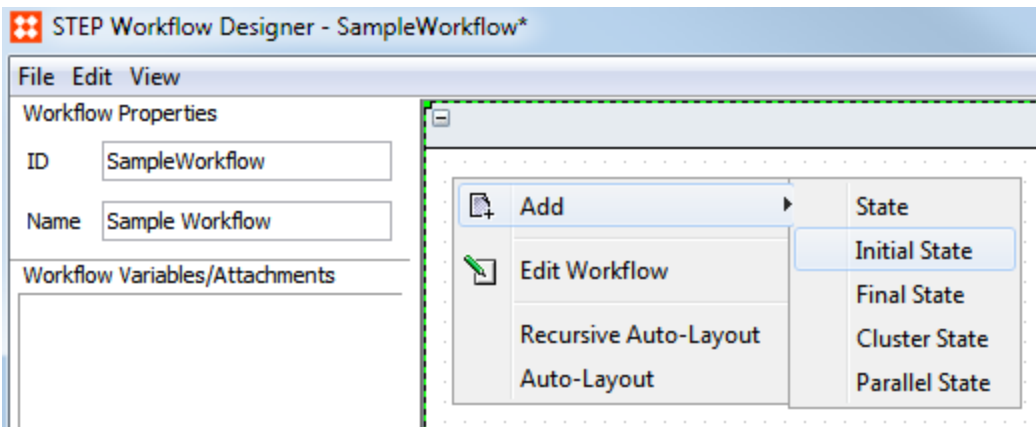 STEP Workflow Designer - SampleWorkflow*
File Edit View
Workflow Properties
ID SampleWorkflow
Name Sample Workflow
Workflow Variables/Attachments
Add
Edit Workflow
Recursive Auto-Layout
Auto-Layout
State
Initial State
Final State
Cluster State
Parallel State